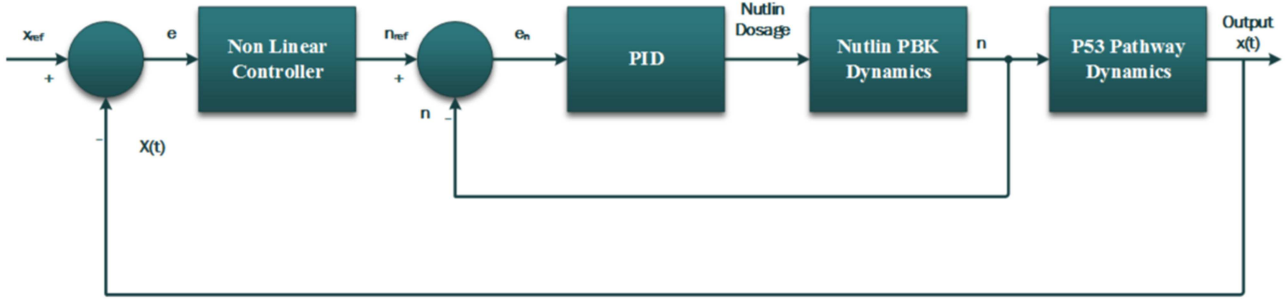 xref
e
Non Linear
Controller
nref
en
PID
Nutlin
Dosage
Nutlin PBK
Dynamics
n
P53 Pathway
Dynamics
Output
x(t)
+
+
n
-
-
X(t)